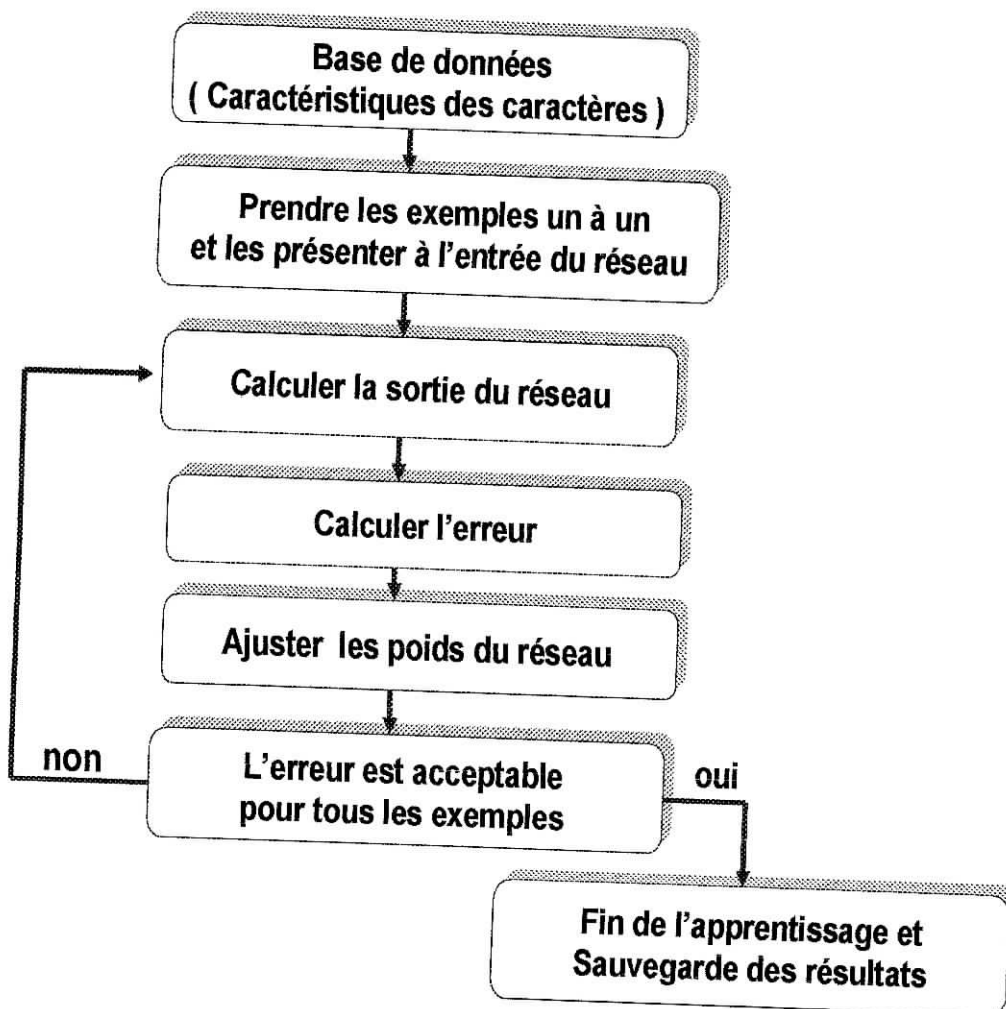 Base de données
( Caractéristiques des caractères )
Prendre les exemples un à un
et les présenter à l'entrée du réseau
Calculer la sortie du réseau
Calculer l'erreur
Ajuster les poids du réseau
non
L'erreur est acceptable
pour tous les exemples
oui
Fin de l'apprentissage et
Sauvegarde des résultats